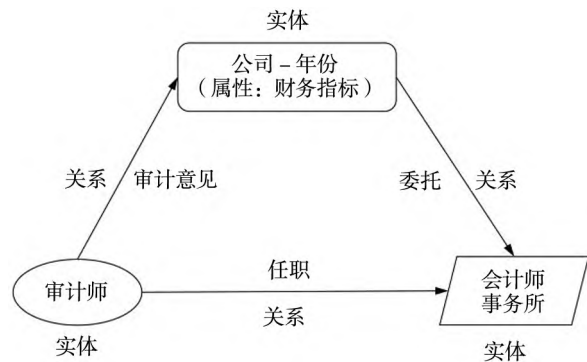 实体
公司-年份
（属性：财务指标）
关系 审计意见
委托 关系
审计师
任职
会计师
事务所
关系
实体
实体